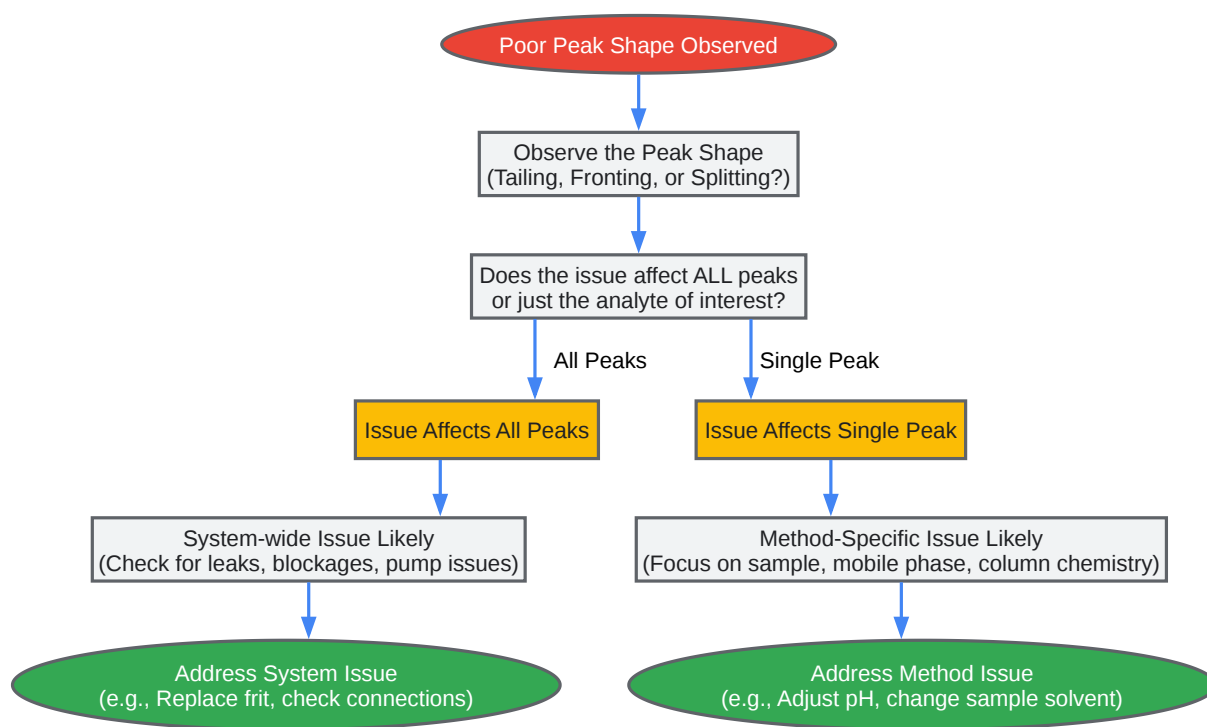 Poor Peak Shape Observed
Observe the Peak Shape
(Tailing, Fronting, or Splitting?)
Does the issue affect ALL peaks
or just the analyte of interest?
All Peaks
Single Peak
Issue Affects All Peaks
Issue Affects Single Peak
System-wide Issue Likely
(Check for leaks, blockages, pump issues)
Method-Specific Issue Likely
(Focus on sample, mobile phase, column chemistry)
Address System Issue
(e.g., Replace frit, check connections)
Address Method Issue
(e.g., Adjust pH, change sample solvent)